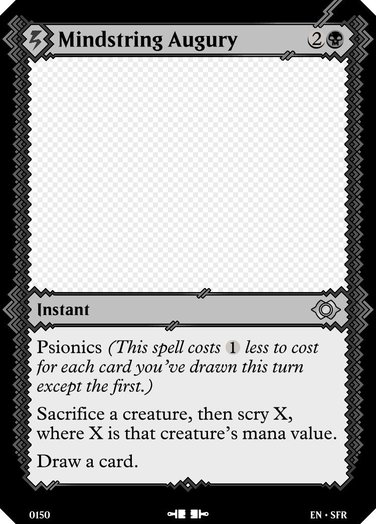 Mindstring Augury 2
Instant
Psionics (This spell costs 1 less to cost
for each card you've drawn this turn
except the first.)
Sacrifice a creature, then scry X,
where X is that creature's mana value.
Draw a card.
0150 EN • SFR